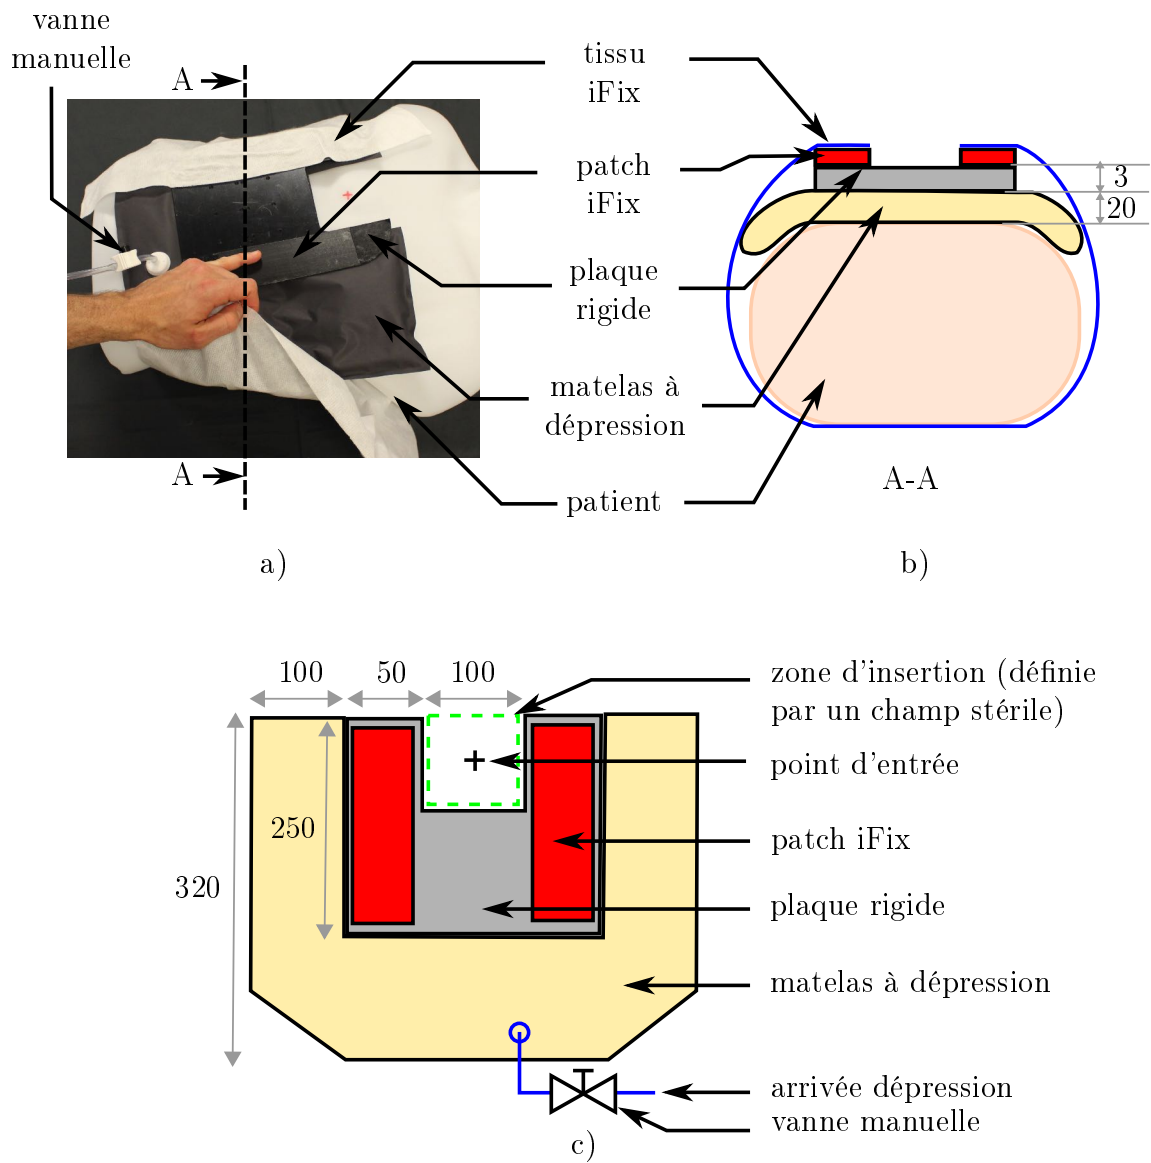 vanne
manuelle
A
tissu
iFix
patch
iFix
3
20
plaque
rigide
matelas à
dépression
A
A-A
patient
a)
b)
100
50
100
zone d'insertion (définie
par un champ stérile)
point d'entrée
250
patch iFix
320
plaque rigide
matelas à dépression
arrivée dépression
vanne manuelle
c)